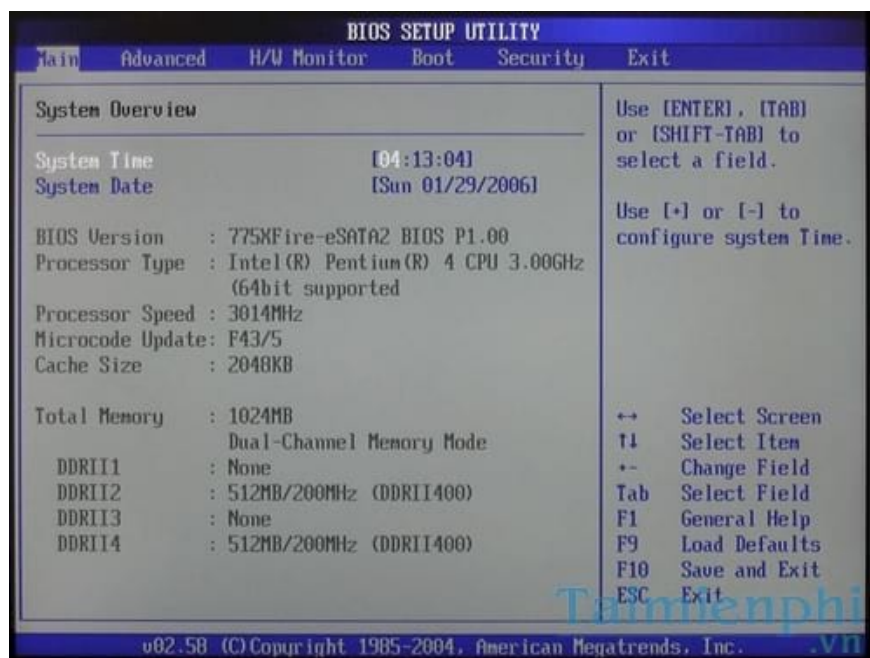 BIOS SETUP UTILITY
Main Advanced H/W Monitor Boot Security Exit
System Overview
System Time [04:13:04]
System Date [Sun 01/29/2006]
BIOS Version : 775XFire-eSATA2 BIOS P1.00
Processor Type : Intel(R) Pentium(R) 4 CPU 3.00GHz
(64bit supported
Processor Speed : 3014MHz
Microcode Update: F43/5
Cache Size : 2048KB
Total Memory : 1024MB
Dual-Channel Memory Mode
DDRII1 : None
DDRII2 : 512MB/200MHz (DDRII400)
DDRII3 : None
DDRII4 : 512MB/200MHz (DDRII400)
Use [ENTER], [TAB]
or [SHIFT-TAB] to
select a field.
Use [+] or [-] to
configure system Time.
↔ Select Screen
↑↓ Select Item
+- Change Field
Tab Select Field
F1 General Help
F9 Load Defaults
F10 Save and Exit
ESC Exit
v02.58 (C)Copyright 1985-2004, American Megatrends, Inc.
Taimienphi
.vn